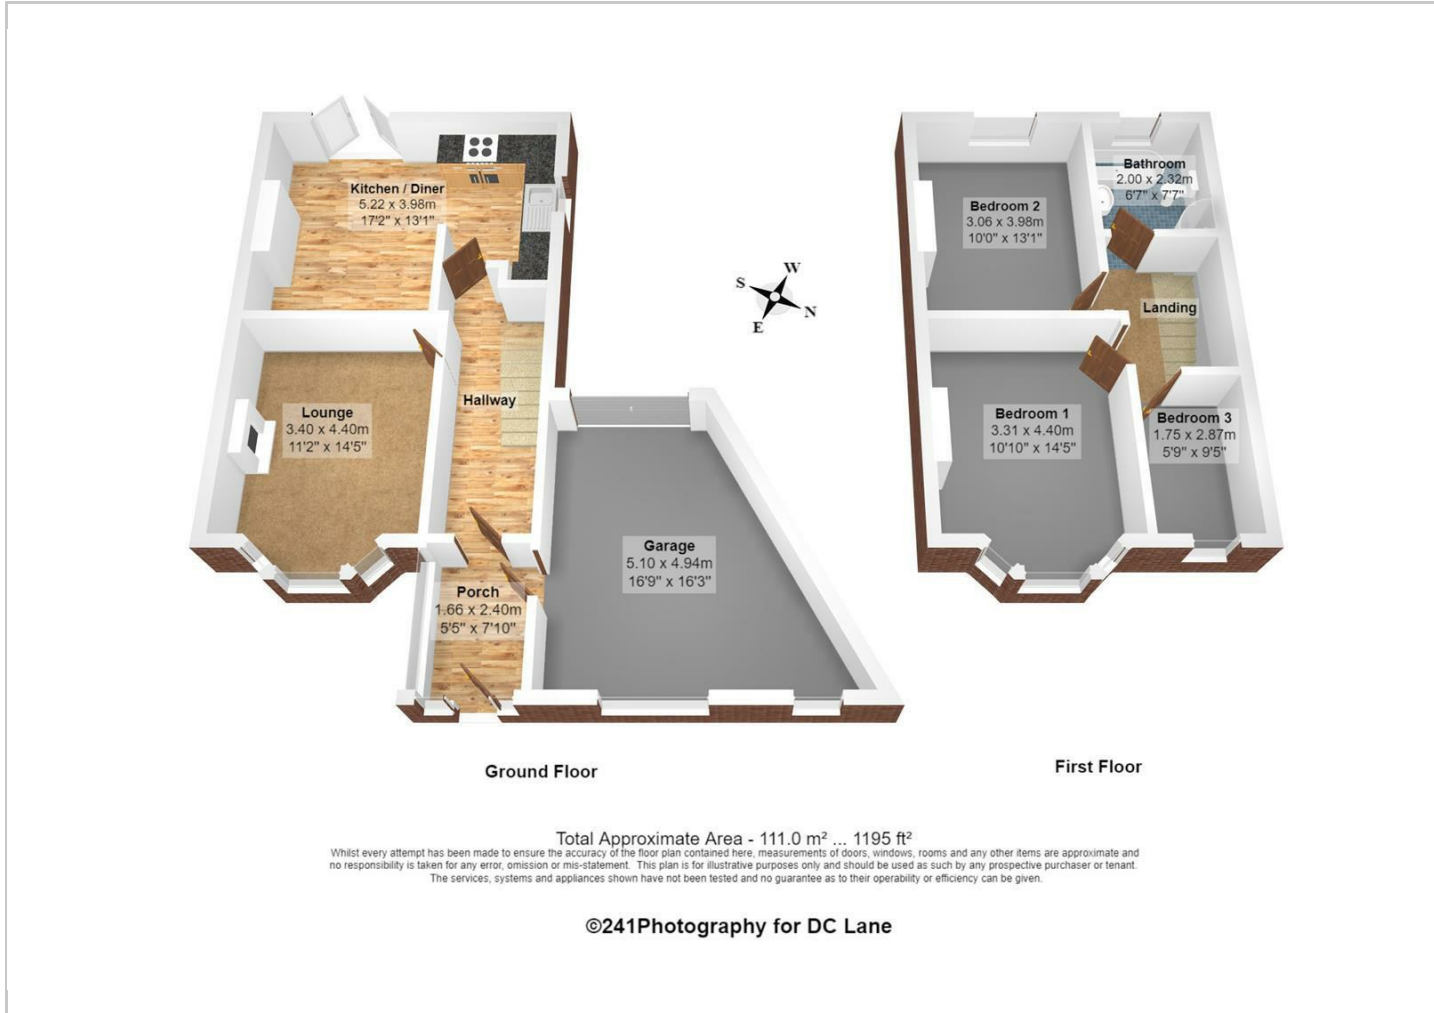 Kitchen / Diner
5.22 x 3.98m
17'2" x 13'1"
Lounge
3.40 x 4.40m
11'2" x 14'5"
Hallway
Porch
1.66 x 2.40m
5'5" x 7'10"
Garage
5.10 x 4.94m
16'9" x 16'3"
Ground Floor
W
S
N
E
Bathroom
2.00 x 2.32m
6'7" x 7'7"
Bedroom 2
3.06 x 3.98m
10'0" x 13'1"
Landing
Bedroom 1
3.31 x 4.40m
10'10" x 14'5"
Bedroom 3
1.75 x 2.87m
5'9" x 9'5"
First Floor
Total Approximate Area - 111.0 m² ... 1195 ft²
Whilst every attempt has been made to ensure the accuracy of the floor plan contained here, measurements of doors, windows, rooms and any other items are approximate and
no responsibility is taken for any error, omission or mis-statement. This plan is for illustrative purposes only and should be used as such by any prospective purchaser or tenant.
The services, systems and appliances shown have not been tested and no guarantee as to their operability or efficiency can be given.
©241Photography for DC Lane